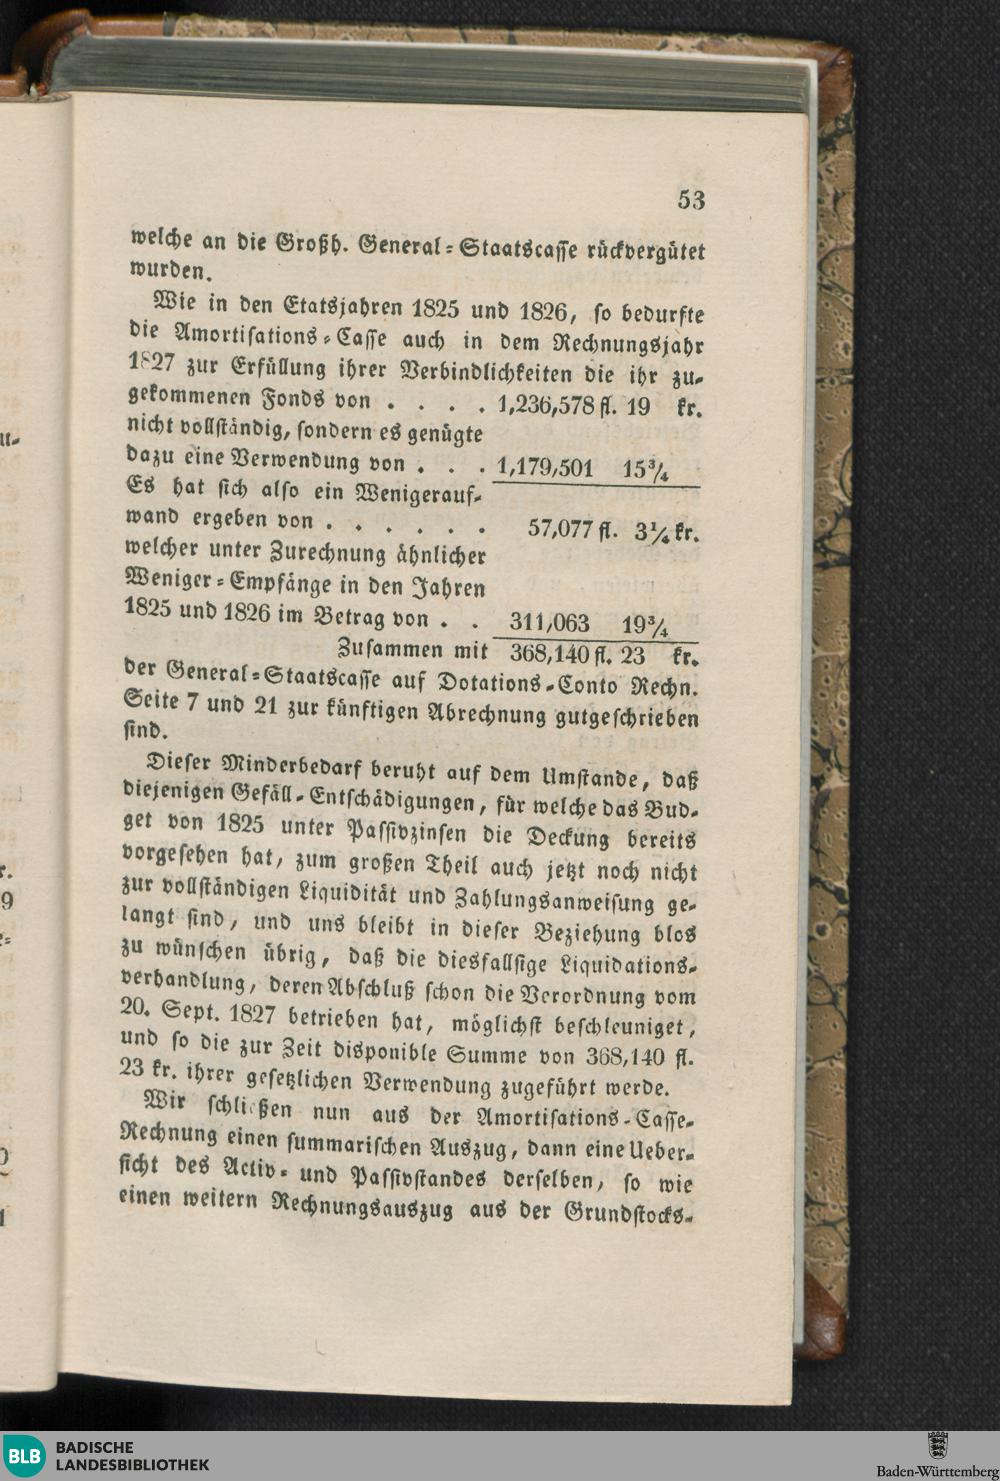 53
welche an die Großh. General-Staatscasse rückvergütet
wurden.
Wie in den Etatsjahren 1825 und 1826, so bedurfte
die Amortisations-Casse auch in dem Rechnungsjahr
1827 zur Erfüllung ihrer Verbindlichkeiten die ihr zu-
gekommenen Fonds von . . . . 1,236,578 fl. 19 kr.
nicht vollständig, sondern es genügte
dazu eine Verwendung von . . . 1,179,501 15¾
Es hat sich also ein Wenigerauf-
wand ergeben von . . . . . . 57,077 fl. 3¼ kr.
welcher unter Zurechnung ähnlicher
Weniger-Empfänge in den Jahren
1825 und 1826 im Betrag von . . 311,063 19¾
Zusammen mit 368,140 fl. 23 kr.
der General-Staatscasse auf Dotations-Conto Rechn.
Seite 7 und 21 zur künftigen Abrechnung gutgeschrieben
sind.
Dieser Minderbedarf beruht auf dem Umstande, daß
diejenigen Gefäll-Entschädigungen, für welche das Bud-
get von 1825 unter Passivzinsen die Deckung bereits
vorgesehen hat, zum großen Theil auch jetzt noch nicht
zur vollständigen Liquidität und Zahlungsanweisung ge-
langt sind, und uns bleibt in dieser Beziehung blos
zu wünschen übrig, daß die diesfallsige Liquidations-
verhandlung, deren Abschluß schon die Verordnung vom
20. Sept. 1827 betrieben hat, möglichst beschleuniget,
und so die zur Zeit disponible Summe von 368,140 fl.
23 kr. ihrer gesetzlichen Verwendung zugeführt werde.
Wir schließen nun aus der Amortisations-Casse-
Rechnung einen summarischen Auszug, dann eine Ueber-
sicht des Activ- und Passivstandes derselben, so wie
einen weitern Rechnungsauszug aus der Grundstocks-
BLB BADISCHE
LANDESBIBLIOTHEK
Baden-Württemberg